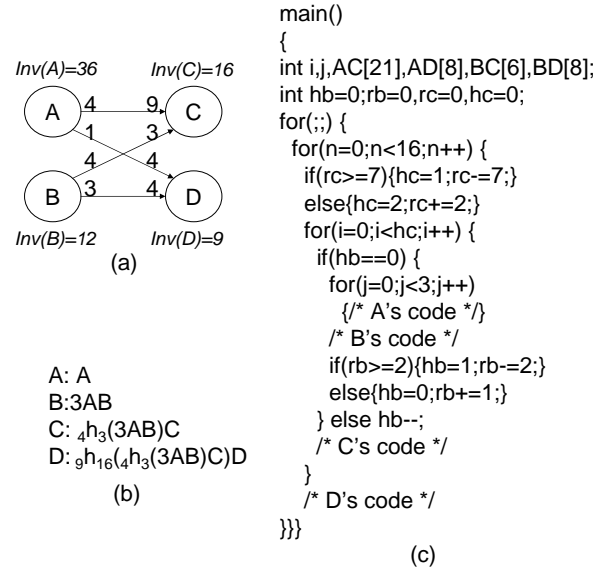 Inv(A)=36 Inv(C)=16
A 4 9 C
1 3
4 4
B 3 4 D
Inv(B)=12 Inv(D)=9
(a)
A: A
B:3AB
C: ₄h₃(3AB)C
D: ₉h₁₆(₄h₃(3AB)C)D
(b)
main()
{
int i,j,AC[21],AD[8],BC[6],BD[8];
int hb=0;rb=0,rc=0,hc=0;
for(;;) {
for(n=0;n<16;n++) {
if(rc>=7){hc=1;rc-=7;}
else{hc=2;rc+=2;}
for(i=0;i<hc;i++) {
if(hb==0) {
for(j=0;j<3;j++)
{/* A's code */}
/* B's code */
if(rb>=2){hb=1;rb-=2;}
else{hb=0;rb+=1;}
} else hb--;
/* C's code */
}
/* D's code */
}}}
(c)